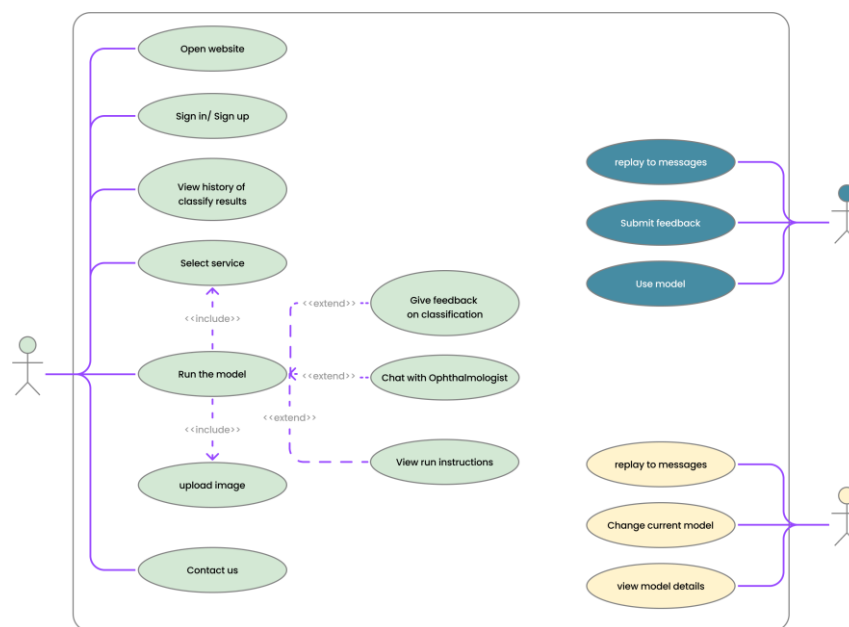 Open website
Sign in/ Sign up
View history of
classify results
Select service
<<include>>
Run the model
<<include>>
upload image
Contact us
<<extend>>
Give feedback
on classification
<<extend>>
Chat with Ophthalmologist
<<extend>>
View run instructions
replay to messages
Submit feedback
Use model
replay to messages
Change current model
view model details